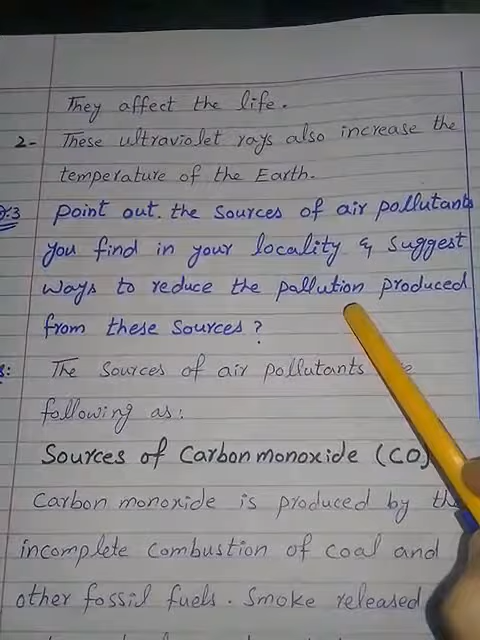 They affect the life.
2- These ultraviolet rays also increase the
temperature of the Earth.
Q:3 Point out the sources of air pollutants
you find in your locality & suggest
ways to reduce the pollution produced
from these sources?
The sources of air pollutants
following as:
Sources of Carbon monoxide (CO)
Carbon monoxide is produced by the
incomplete combustion of coal and
other fossil fuels. Smoke released